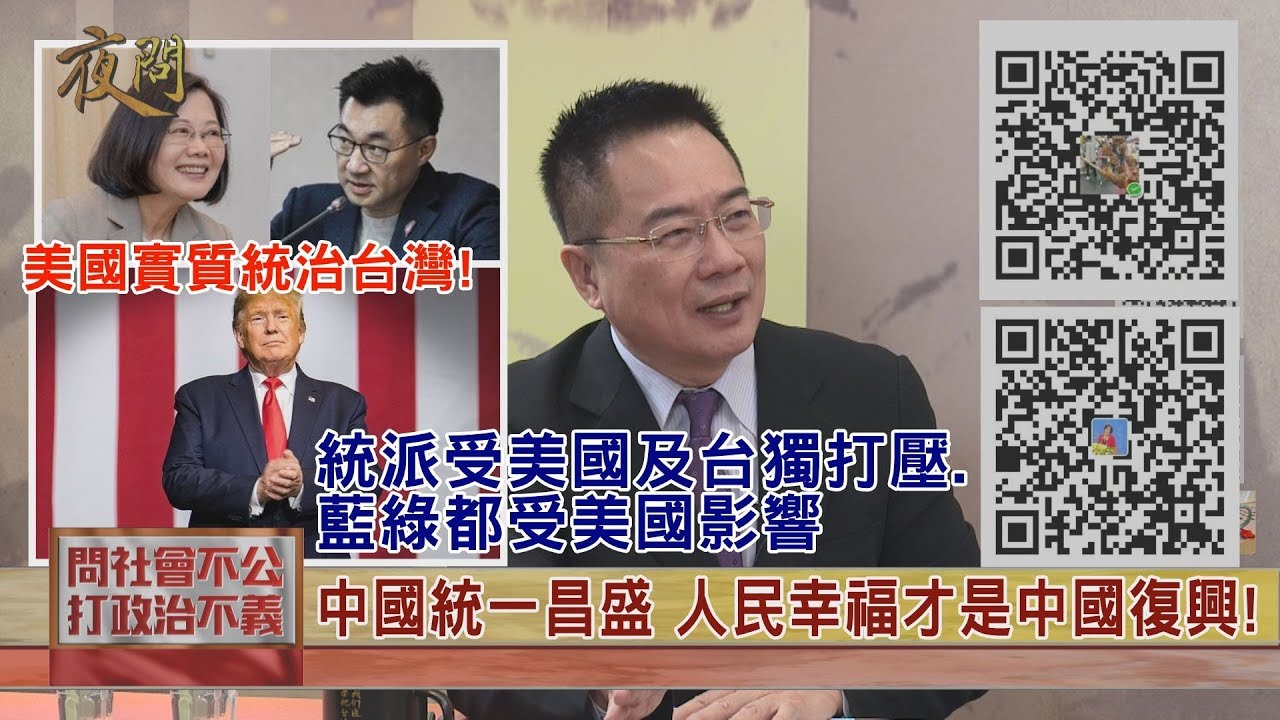 夜問
美國實質統治台灣!
統派受美國及台獨打壓.
藍綠都受美國影響
問社會不公
打政治不義
中國統一昌盛 人民幸福才是中國復興!